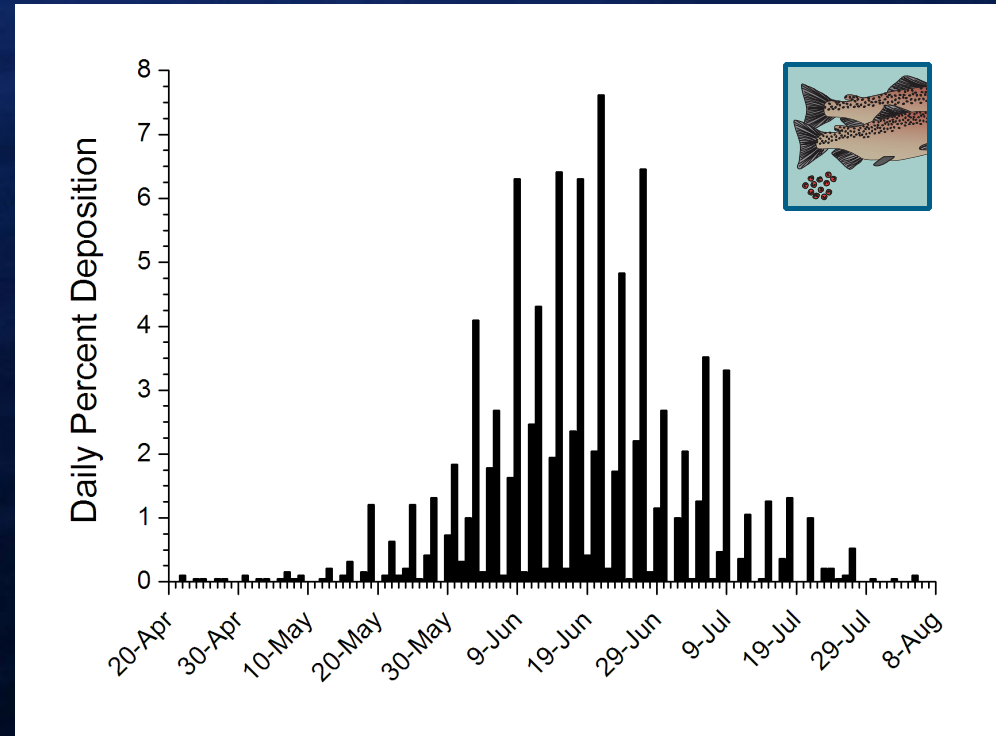 Daily Percent Deposition
8
7
6
5
4
3
2
1
0
20-Apr
30-Apr
10-May
20-May
30-May
9-Jun
19-Jun
29-Jun
9-Jul
19-Jul
29-Jul
8-Aug